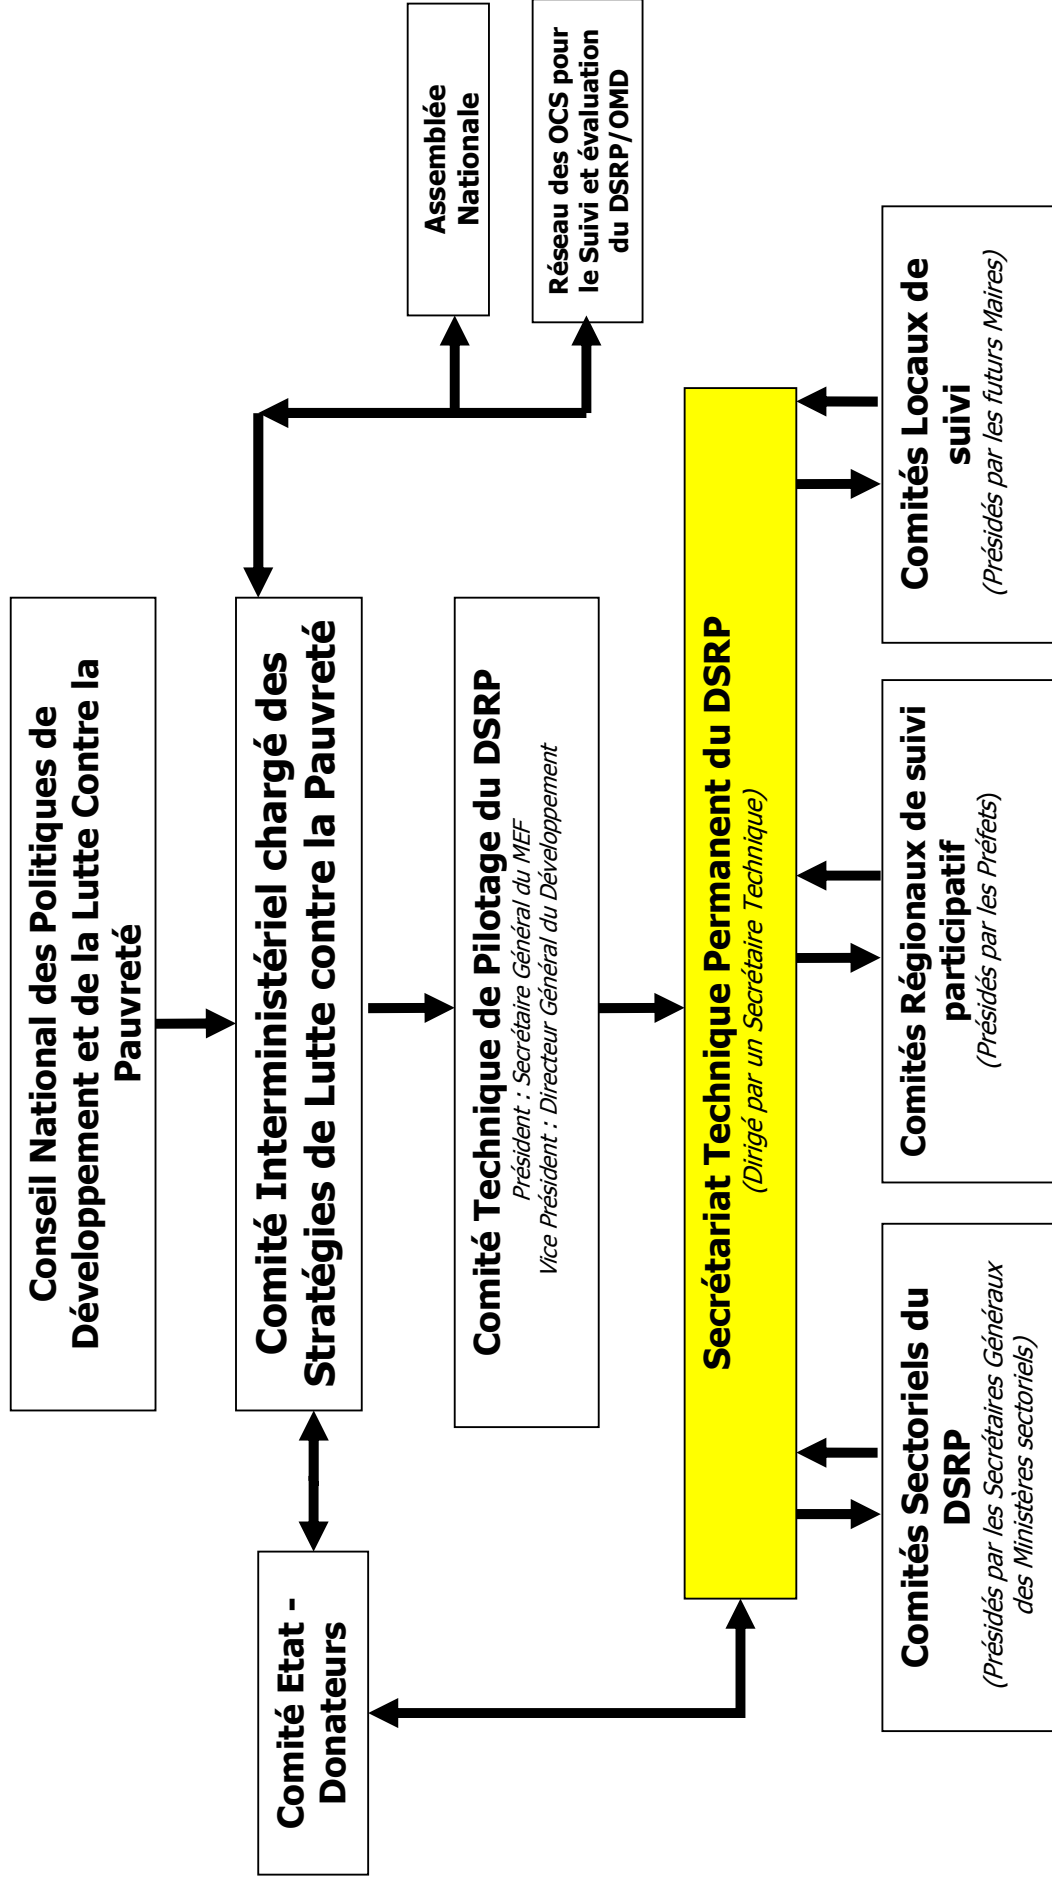 Conseil National des Politiques de
Développement et de la Lutte Contre la
Pauvreté
Comité Etat -
Donateurs
Comité Interministériel chargé des
Stratégies de Lutte contre la Pauvreté
Assemblée
Nationale
Réseau des OCS pour
le Suivi et évaluation
du DSRP/OMD
Comité Technique de Pilotage du DSRP
Président : Secrétaire Général du MEF
Vice Président : Directeur Général du Développement
Secrétariat Technique Permanent du DSRP
(Dirigé par un Secrétaire Technique)
Comités Sectoriels du
DSRP
(Présidés par les Secrétaires Généraux
des Ministères sectoriels)
Comités Régionaux de suivi
participatif
(Présidés par les Préfets)
Comités Locaux de
suivi
(Présidés par les futurs Maires)